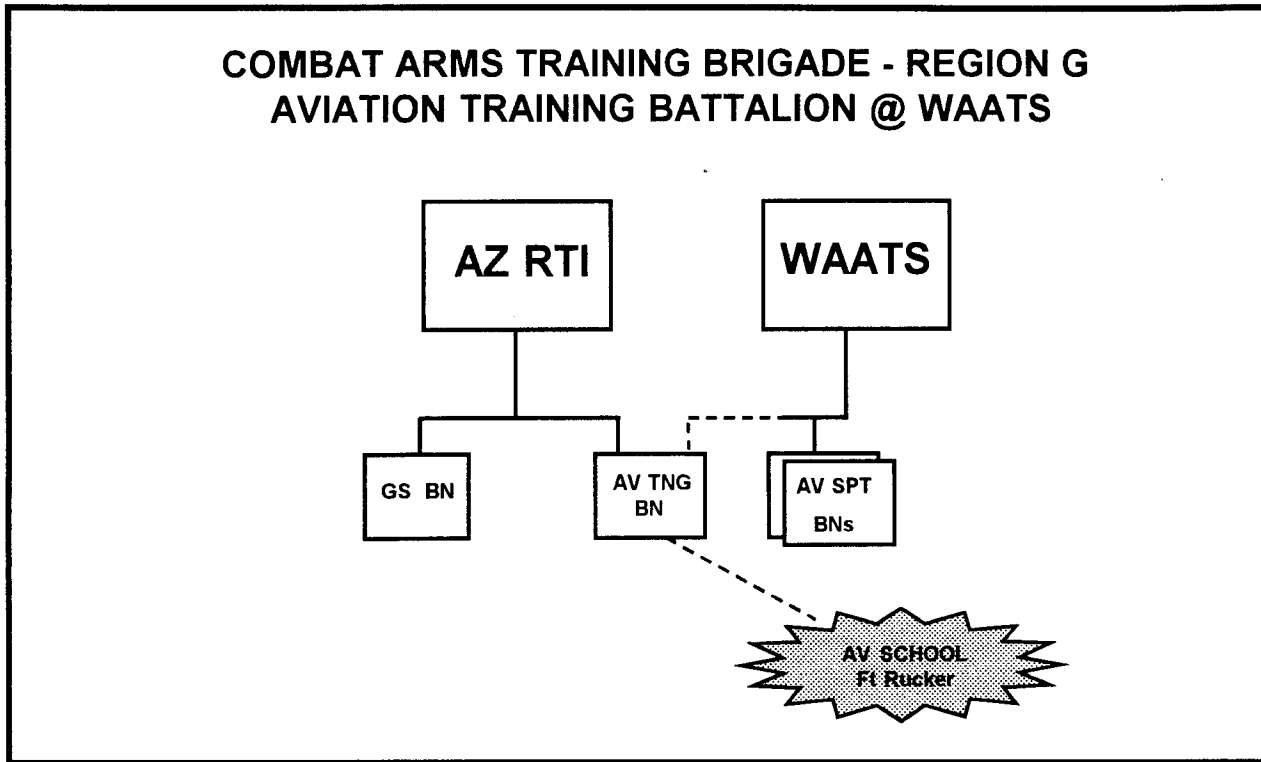 COMBAT ARMS TRAINING BRIGADE - REGION G
AVIATION TRAINING BATTALION @ WAATS
AZ RTI
WAATS
GS BN
AV TNG
BN
AV SPT
BNs
AV SCHOOL
Ft Rucker